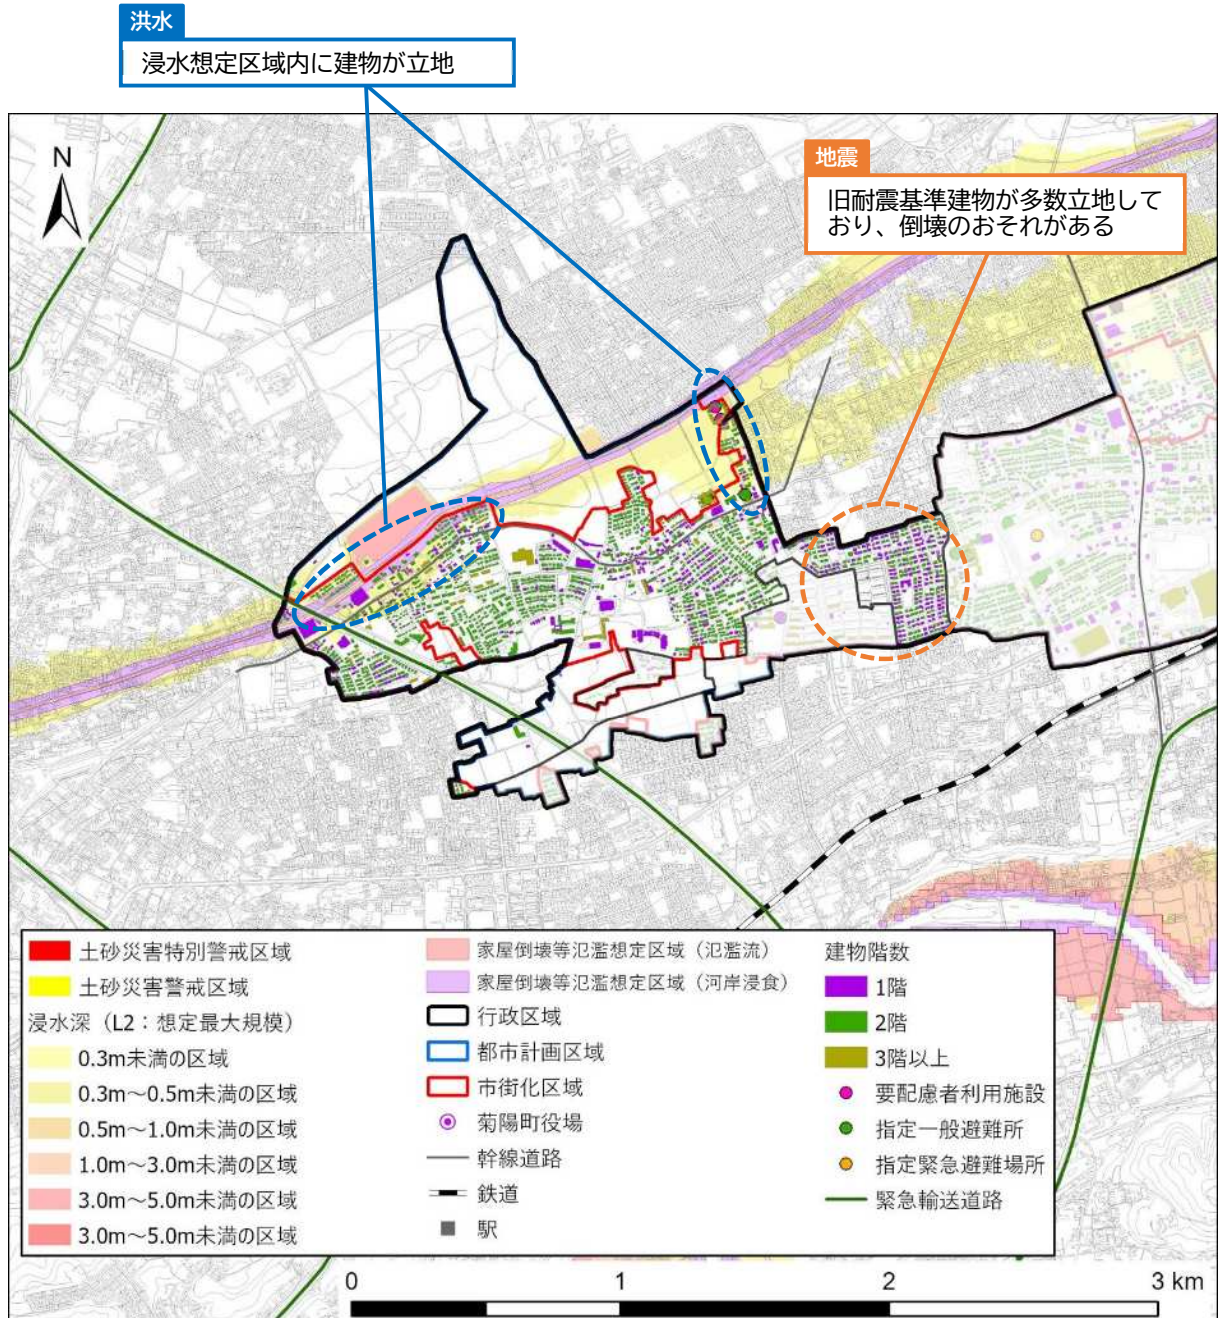 洪水
浸水想定区域内に建物が立地
地震
旧耐震基準建物が多数立地して
おり、倒壊のおそれがある
N
土砂災害特別警戒区域
土砂災害警戒区域
浸水深（L2：想定最大規模）
0.3m未満の区域
0.3m～0.5m未満の区域
0.5m～1.0m未満の区域
1.0m～3.0m未満の区域
3.0m～5.0m未満の区域
3.0m～5.0m未満の区域
家屋倒壊等氾濫想定区域（氾濫流）
家屋倒壊等氾濫想定区域（河岸浸食）
行政区域
都市計画区域
市街化区域
菊陽町役場
幹線道路
鉄道
駅
建物階数
1階
2階
3階以上
要配慮者利用施設
指定一般避難所
指定緊急避難場所
緊急輸送道路
0 1 2 3 km